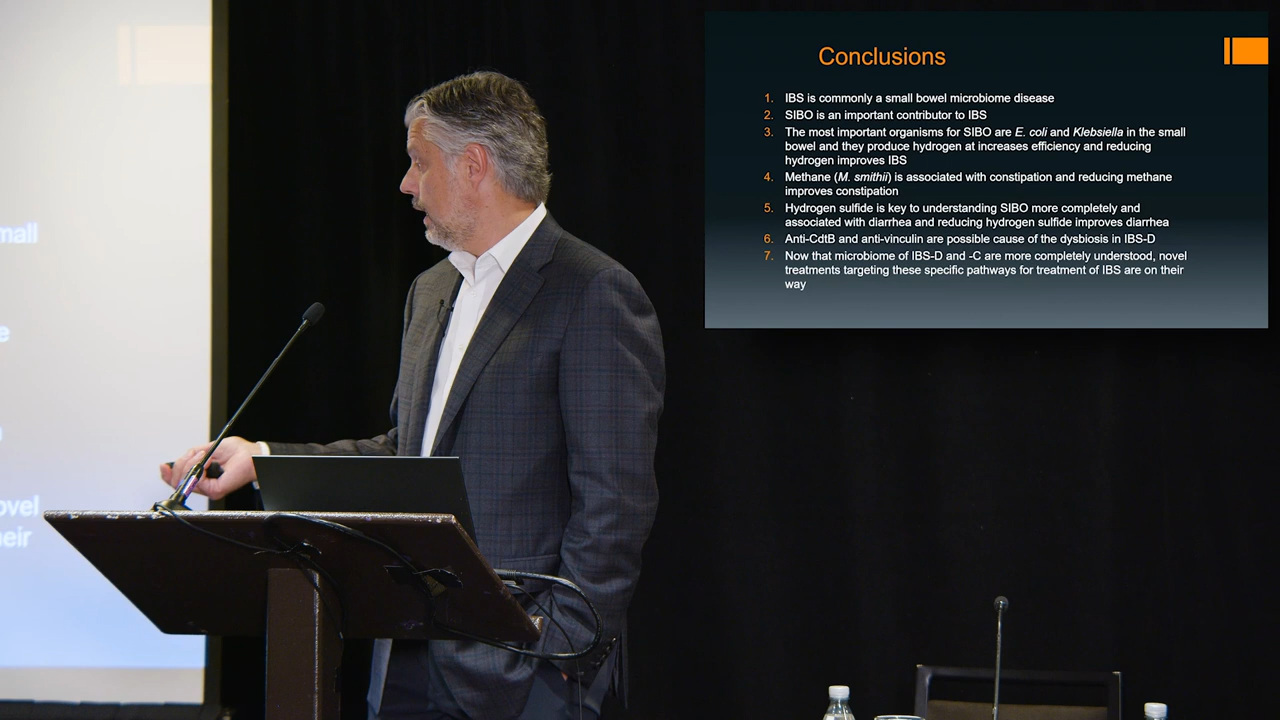 Conclusions
1. IBS is commonly a small bowel microbiome disease
2. SIBO is an important contributor to IBS
3. The most important organisms for SIBO are E. coli and Klebsiella in the small
bowel and they produce hydrogen at increases efficiency and reducing
hydrogen improves IBS
4. Methane (M. smithii) is associated with constipation and reducing methane
improves constipation
5. Hydrogen sulfide is key to understanding SIBO more completely and
associated with diarrhea and reducing hydrogen sulfide improves diarrhea
6. Anti-CdtB and anti-vinculin are possible cause of the dysbiosis in IBS-D
7. Now that microbiome of IBS-D and -C are more completely understood, novel
treatments targeting these specific pathways for treatment of IBS are on their
way